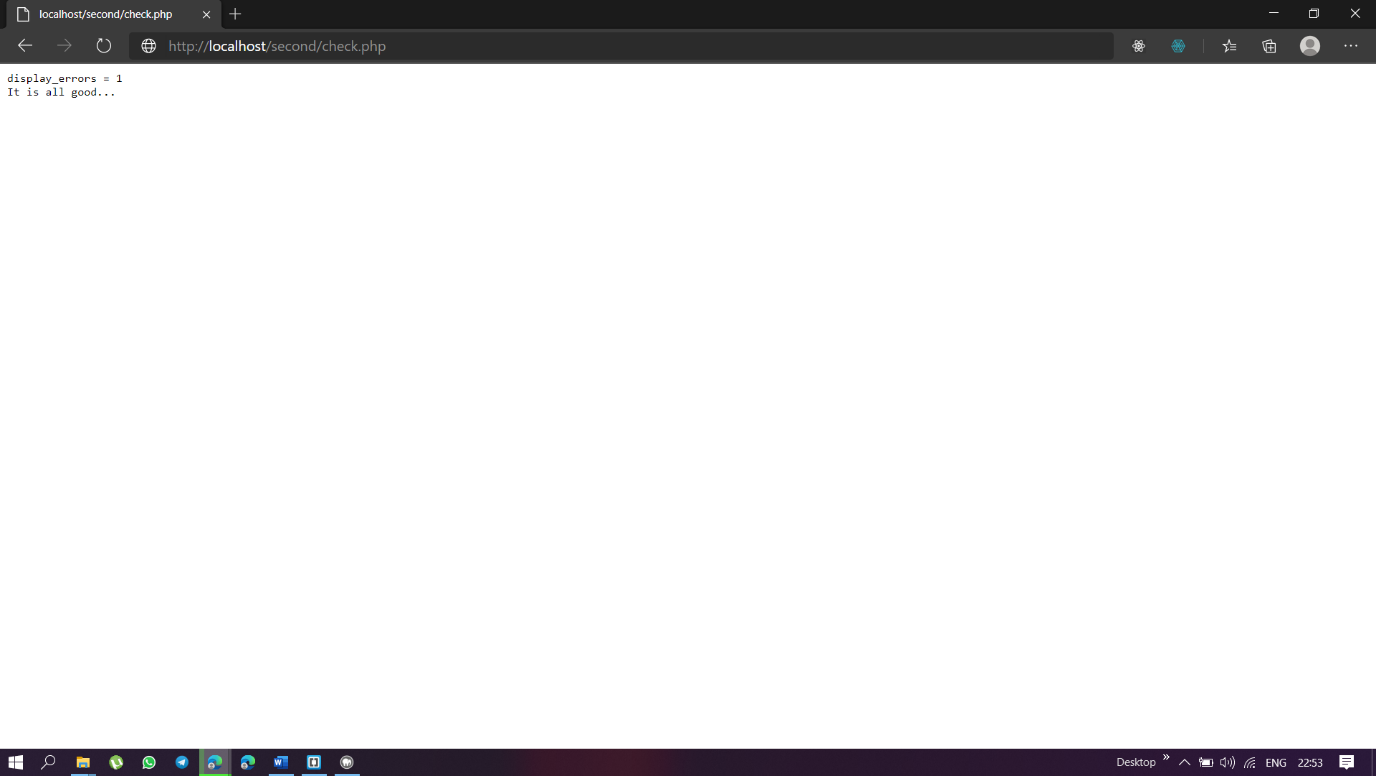 localhost/second/check.php
http://localhost/second/check.php
display_errors = 1
It is all good...
Desktop
ENG
22:53